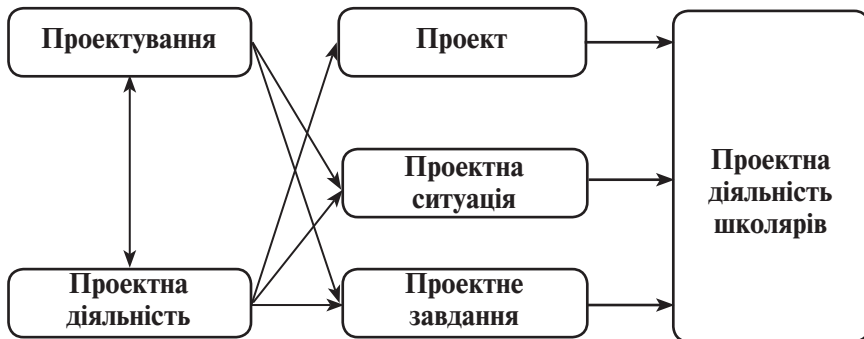 Проектування
Проект
Проектна
ситуація
Проектна
діяльність
школярів
Проектна
діяльність
Проектне
завдання